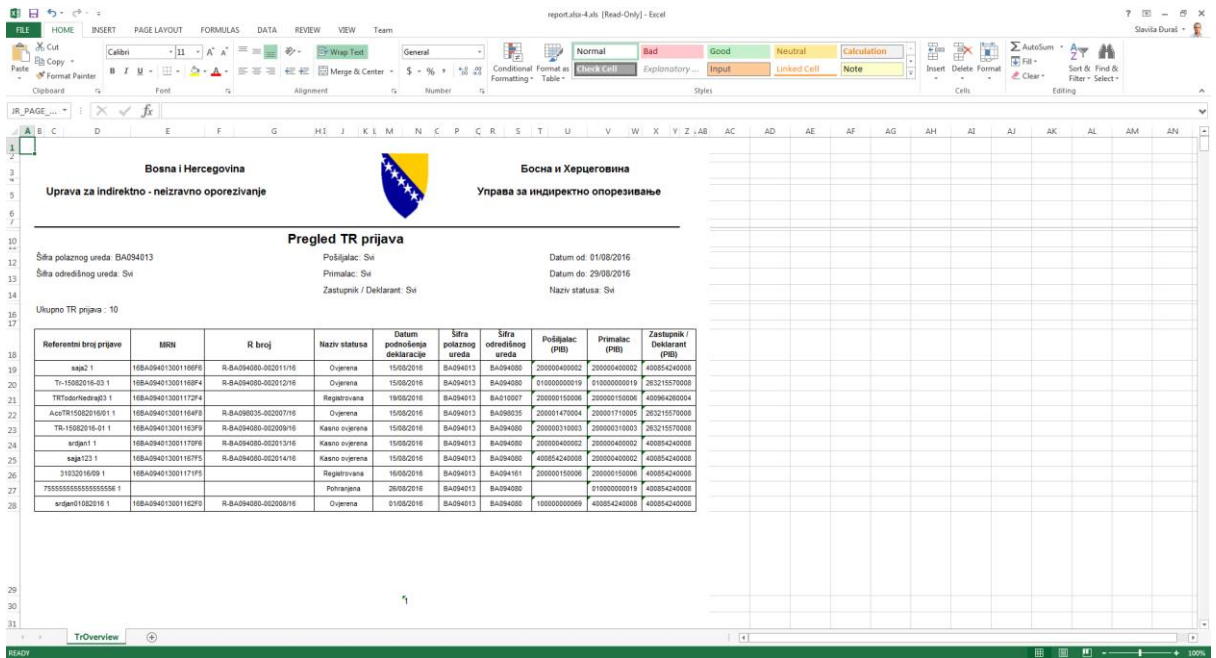 report.xlsx-4.xls [Read-Only] - Excel
FILE HOME INSERT PAGE LAYOUT FORMULAS DATA REVIEW VIEW Team Slaviša Đuraš
Paste Cut Copy Format Painter
Calibri 11 Wrap Text Merge & Center General
Conditional Formatting Format as Table Normal Bad Good Neutral Calculation
Check Cell Explanatory ... Input Linked Cell Note
Insert Delete Format AutoSum Fill Clear Sort & Filter Find & Select
Clipboard Font Alignment Number Styles Cells Editing
JR_PAGE_... fx
Bosna i Hercegovina Босна и Херцеговина
Uprava za indirektno - neizravno oporezivanje Управа за индиректно опорезивање
Pregled TR prijava
Šifra polaznog ureda: BA094013 Pošiljalac: Svi Datum od: 01/08/2016
Šifra odredišnog ureda: Svi Primalac: Svi Datum do: 29/08/2016
Zastupnik / Deklarant: Svi Naziv statusa: Svi
Ukupno TR prijava : 10
Referentni broj prijave MRN R broj Naziv statusa Datum podnošenja deklaracije Šifra polaznog ureda Šifra odredišnog ureda Pošiljalac (PIB) Primalac (PIB) Zastupnik / Deklarant (PIB)
saja2 1 16BA094013001166F6 R-BA094080-002011/16 Ovjerena 15/08/2016 BA094013 BA094080 200000400002 200000400002 400854240008
Tr-15082016-03 1 16BA094013001168F4 R-BA094080-002012/16 Ovjerena 15/08/2016 BA094013 BA094080 010000000019 010000000019 263215570008
TRTodorNedraj03 1 16BA094013001172F4 Registrovana 19/08/2016 BA094013 BA010007 200000150006 200000150006 400964260004
AcoTR15082016/01 1 16BA094013001164F8 R-BA098035-002007/16 Ovjerena 15/08/2016 BA094013 BA098035 200001470004 200001710005 263215570008
TR-15082016-01 1 16BA094013001163F9 R-BA094080-002009/16 Kasno ovjerena 15/08/2016 BA094013 BA094080 200000310003 200000310003 263215570008
srdjan1 1 16BA094013001170F6 R-BA094080-002013/16 Kasno ovjerena 15/08/2016 BA094013 BA094080 200000400002 200000400002 400854240008
saja123 1 16BA094013001167F5 R-BA094080-002014/16 Kasno ovjerena 15/08/2016 BA094013 BA094080 400854240008 200000400002 400854240008
31032016/09 1 16BA094013001171F5 Registrovana 16/08/2016 BA094013 BA094161 200000150006 200000150006 400854240008
Pohranjena 26/08/2016 BA094013 BA094080 010000000019 400854240008
srdjan01082016 1 16BA094013001162F0 R-BA094080-002008/16 Ovjerena 01/08/2016 BA094013 BA094080 100000000069 400854240008 400854240008
1
TrOverview
READY 100%